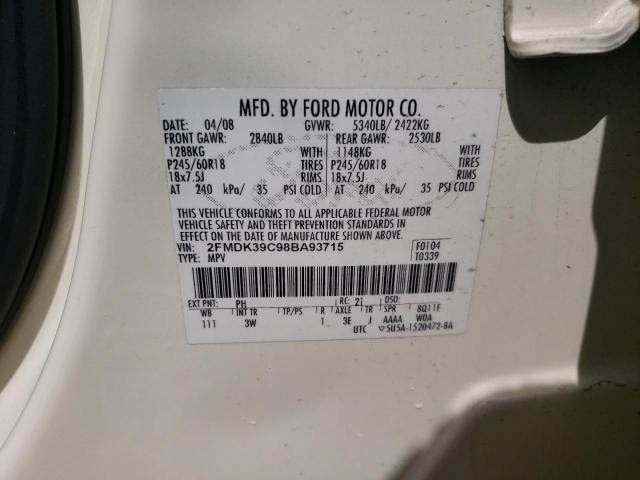 MFD. BY FORD MOTOR CO.
DATE: 04/08 GVWR: 5340LB/ 2422KG
FRONT GAWR: 2840LB REAR GAWR: 2530LB
1288KG WITH 1148KG WITH
P245/60R18 TIRES P245/60R18 TIRES
18x7.5J RIMS 18x7.5J RIMS
AT 240 kPa/ 35 PSI COLD AT 240 kPa/ 35 PSI COLD
THIS VEHICLE CONFORMS TO ALL APPLICABLE FEDERAL MOTOR
VEHICLE SAFETY AND THEFT PREVENTION STANDARDS IN
EFFECT ON THE DATE OF MANUFACTURE SHOWN ABOVE.
VIN: 2FMDK39C98BA93715 F0104
TYPE: MPV T0339
EXT PNT: PH RC: 21 DSO:
WB INT TR TP/PS R AXLE TR SPR 8Q11F
111 3W 1 3E J AAAA W0A
UTC 5U5A-1520472-BA